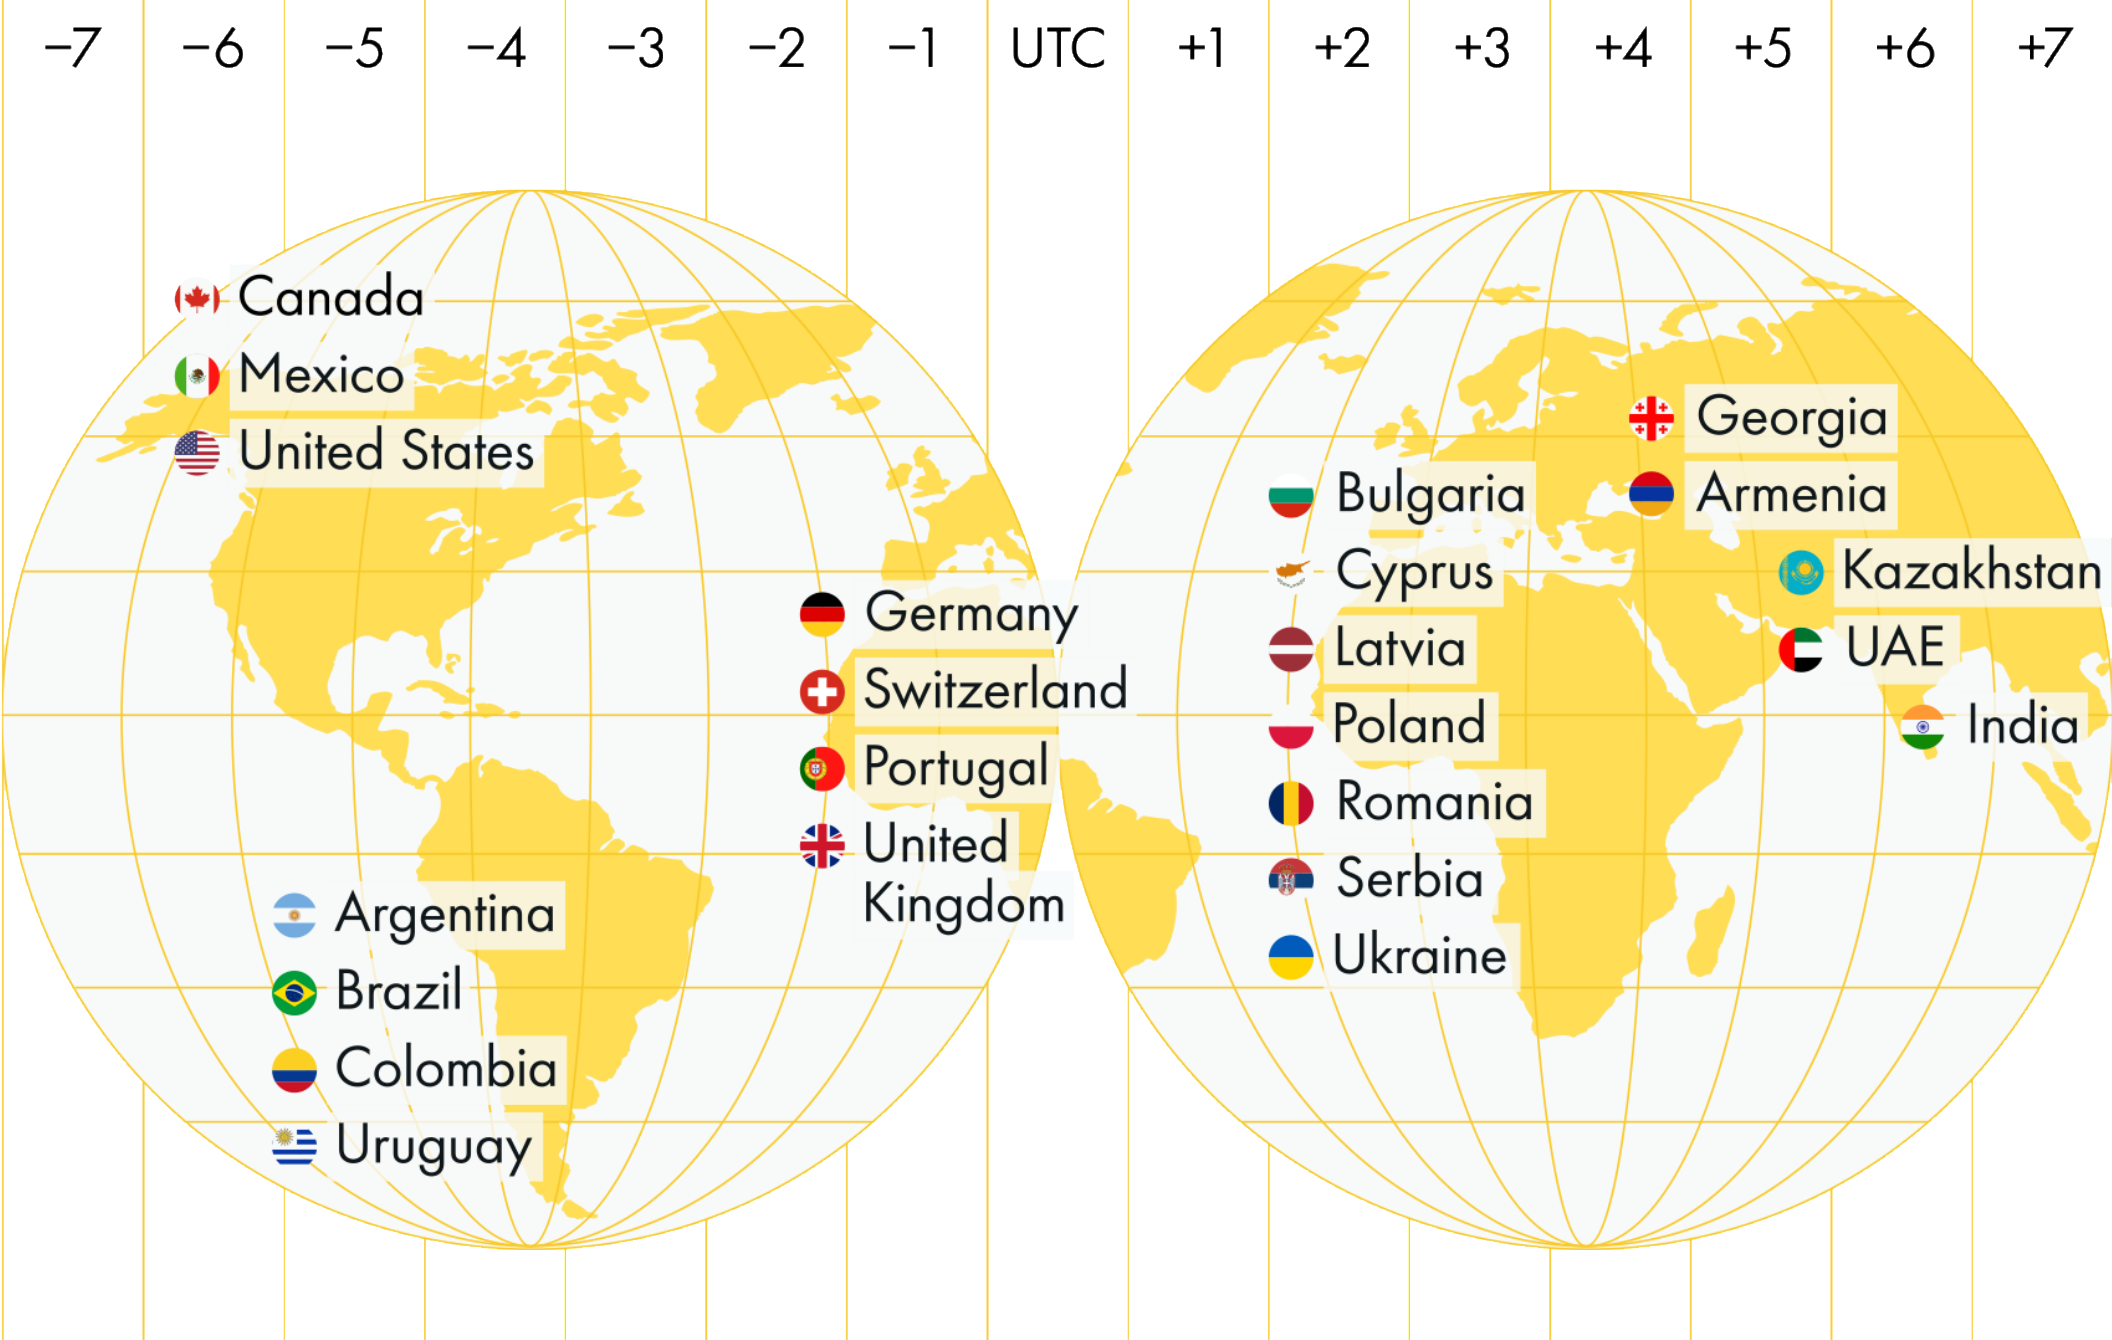 −7 −6 −5 −4 −3 −2 −1 UTC +1 +2 +3 +4 +5 +6 +7
Canada
Mexico
United States
Argentina
Brazil
Colombia
Uruguay
Germany
Switzerland
Portugal
United
Kingdom
Bulgaria
Cyprus
Latvia
Poland
Romania
Serbia
Ukraine
Georgia
Armenia
Kazakhstan
UAE
India